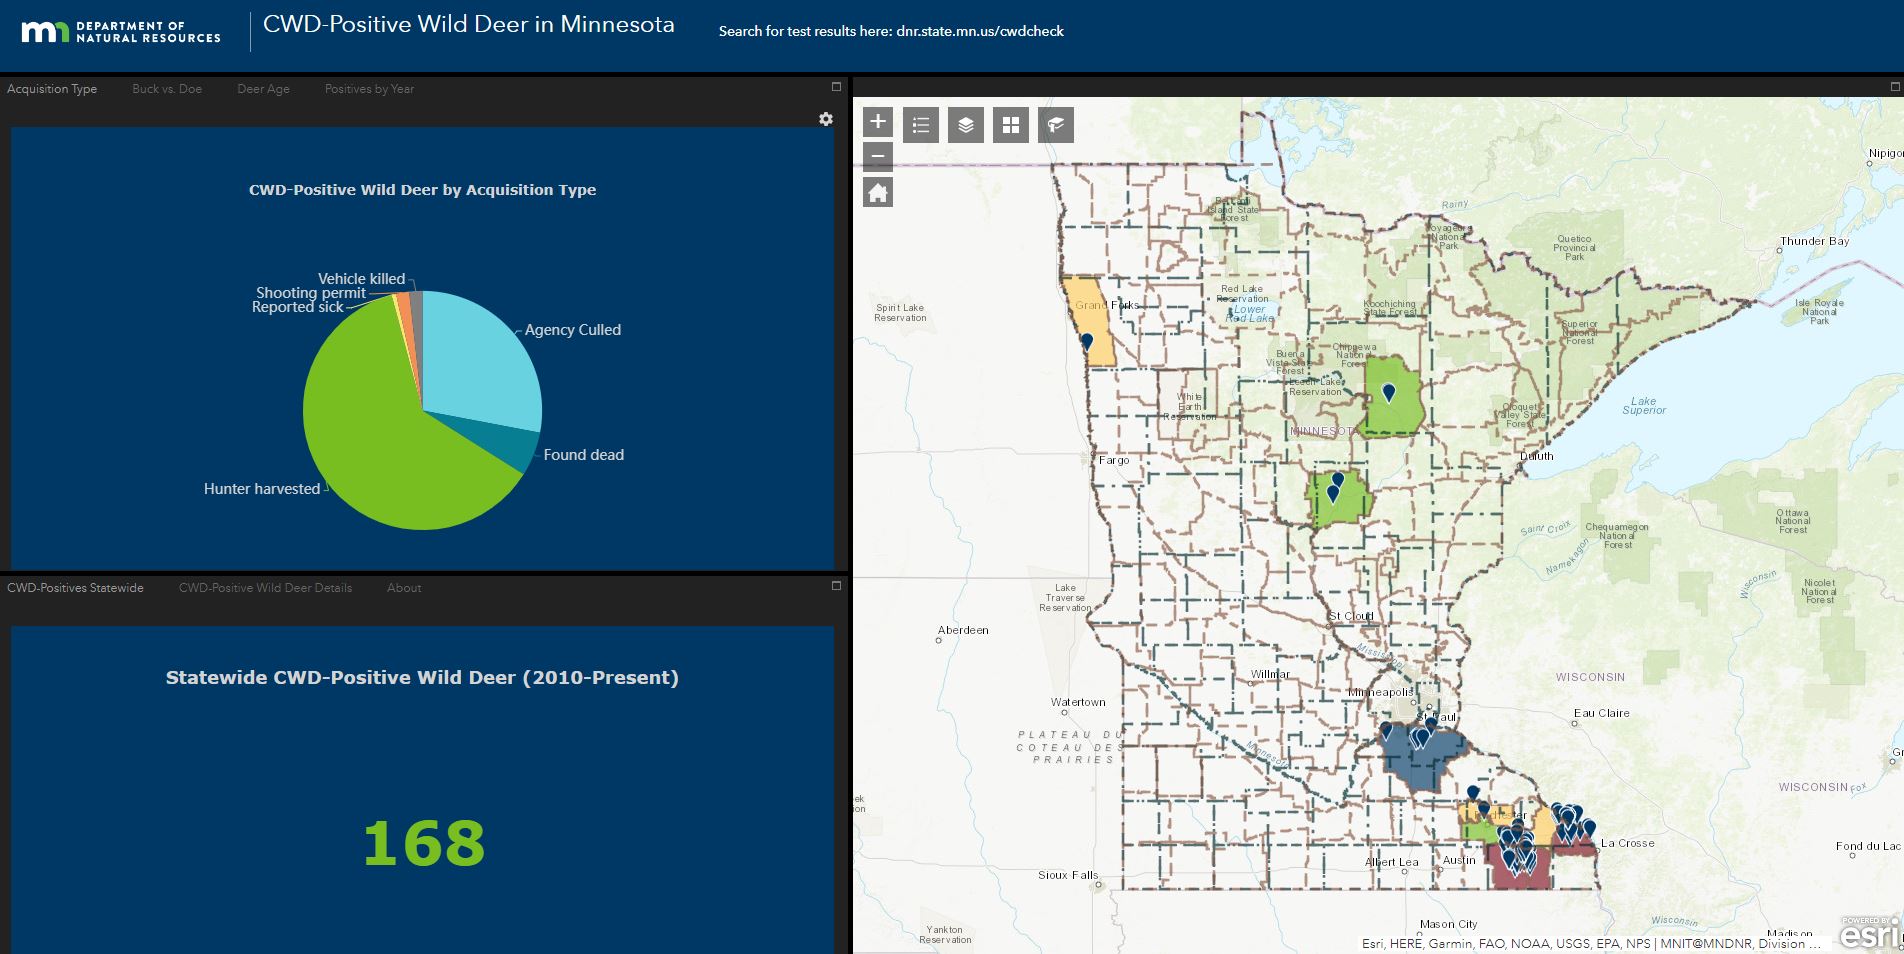 DEPARTMENT OF
NATURAL RESOURCES
CWD-Positive Wild Deer in Minnesota
Search for test results here: dnr.state.mn.us/cwdcheck
Acquisition Type
Buck vs. Doe
Deer Age
Positives by Year
CWD-Positive Wild Deer by Acquisition Type
Vehicle killed
Shooting permit
Reported sick
Agency Culled
Found dead
Hunter harvested
CWD-Positives Statewide
CWD-Positive Wild Deer Details
About
Statewide CWD-Positive Wild Deer (2010-Present)
168
Nipigon
Island State
Forest
Rainy
Voyageurs
National
Park
Quetico
Provincial
Park
Thunder Bay
Isle Royale
National
Park
Spirit Lake
Reservation
Grand Forks
Red Lake
Reservation
Lower
Red Lake
Koochiching
State Forest
Superior
National
Forest
Buena
Vista State
Forest
Chippewa
National
Forest
Leech Lake
Reservation
White
Earth
Reservation
Lake
Superior
MINNESOTA
Cloquet
Valley State
Forest
Fargo
Duluth
Saint Croix
Chequamegon
National
Forest
Ottawa
National
Forest
Namekagon
Wisconsin
Nicolet
National
Forest
Lake
Traverse
Reservation
Aberdeen
St Cloud
Mississippi
Willmar
Minneapolis
St Paul
WISCONSIN
Eau Claire
Watertown
PLATEAU DU
COTEAU DES
PRAIRIES
Minnesota
WISCONSIN
Fox
Rochester
La Crosse
Fond du Lac
Albert Lea
Austin
Sioux Falls
Mason City
Yankton
Reservation
Wisconsin
Madison
POWERED BY
esri
Esri, HERE, Garmin, FAO, NOAA, USGS, EPA, NPS | MNIT@MNDNR, Division ...